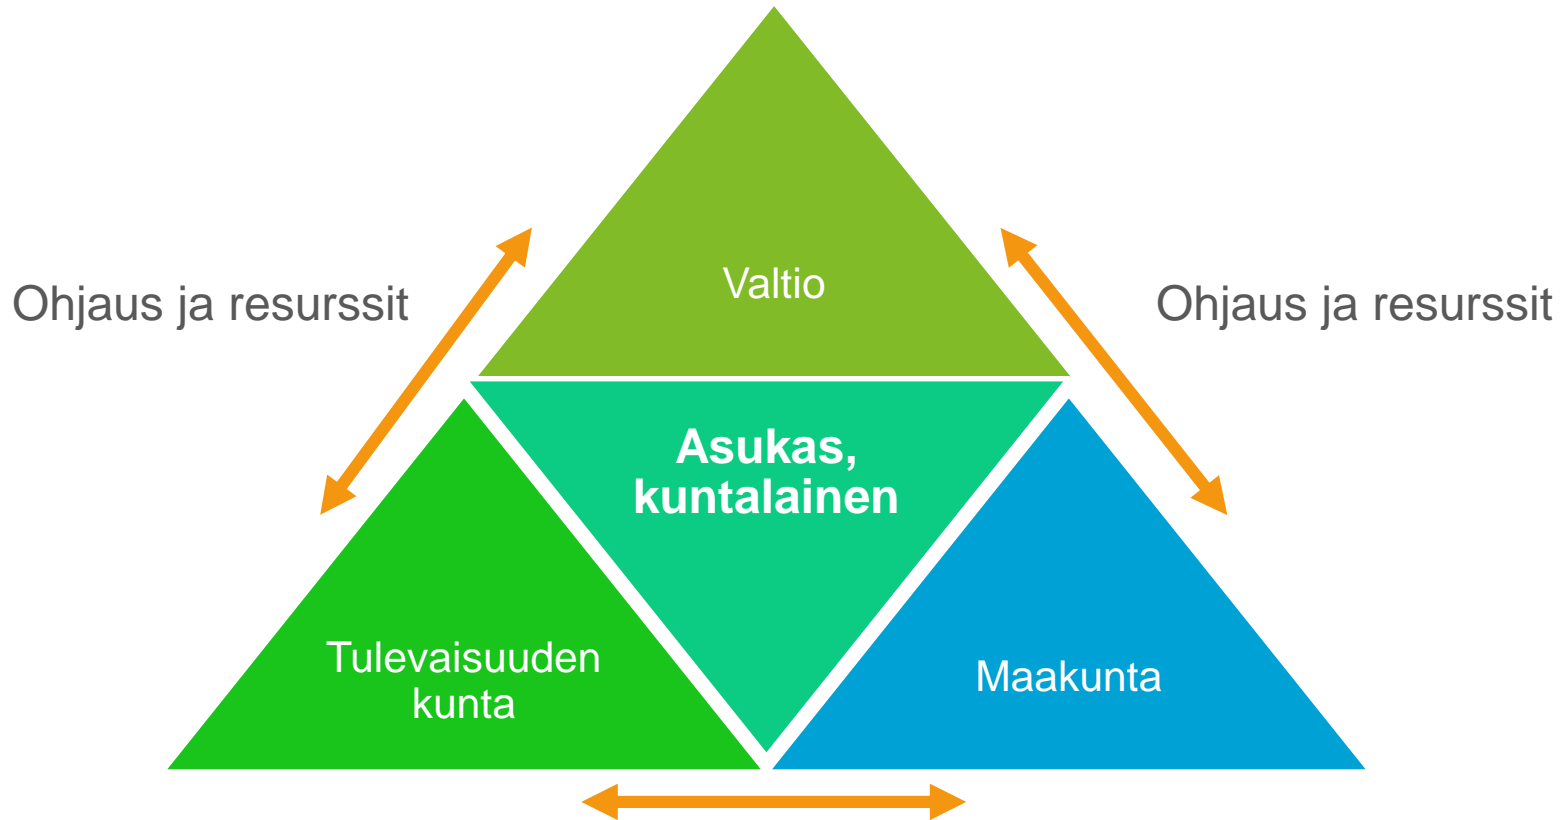 Valtio
Ohjaus ja resurssit
Ohjaus ja resurssit
Asukas,
kuntalainen
Tulevaisuuden
kunta
Maakunta